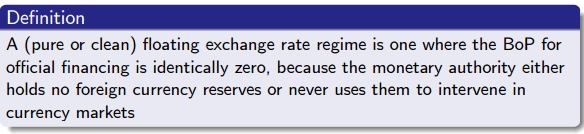 Definition
A (pure or clean) floating exchange rate regime is one where the BoP for
official financing is identically zero, because the monetary authority either
holds no foreign currency reserves or never uses them to intervene in
currency markets